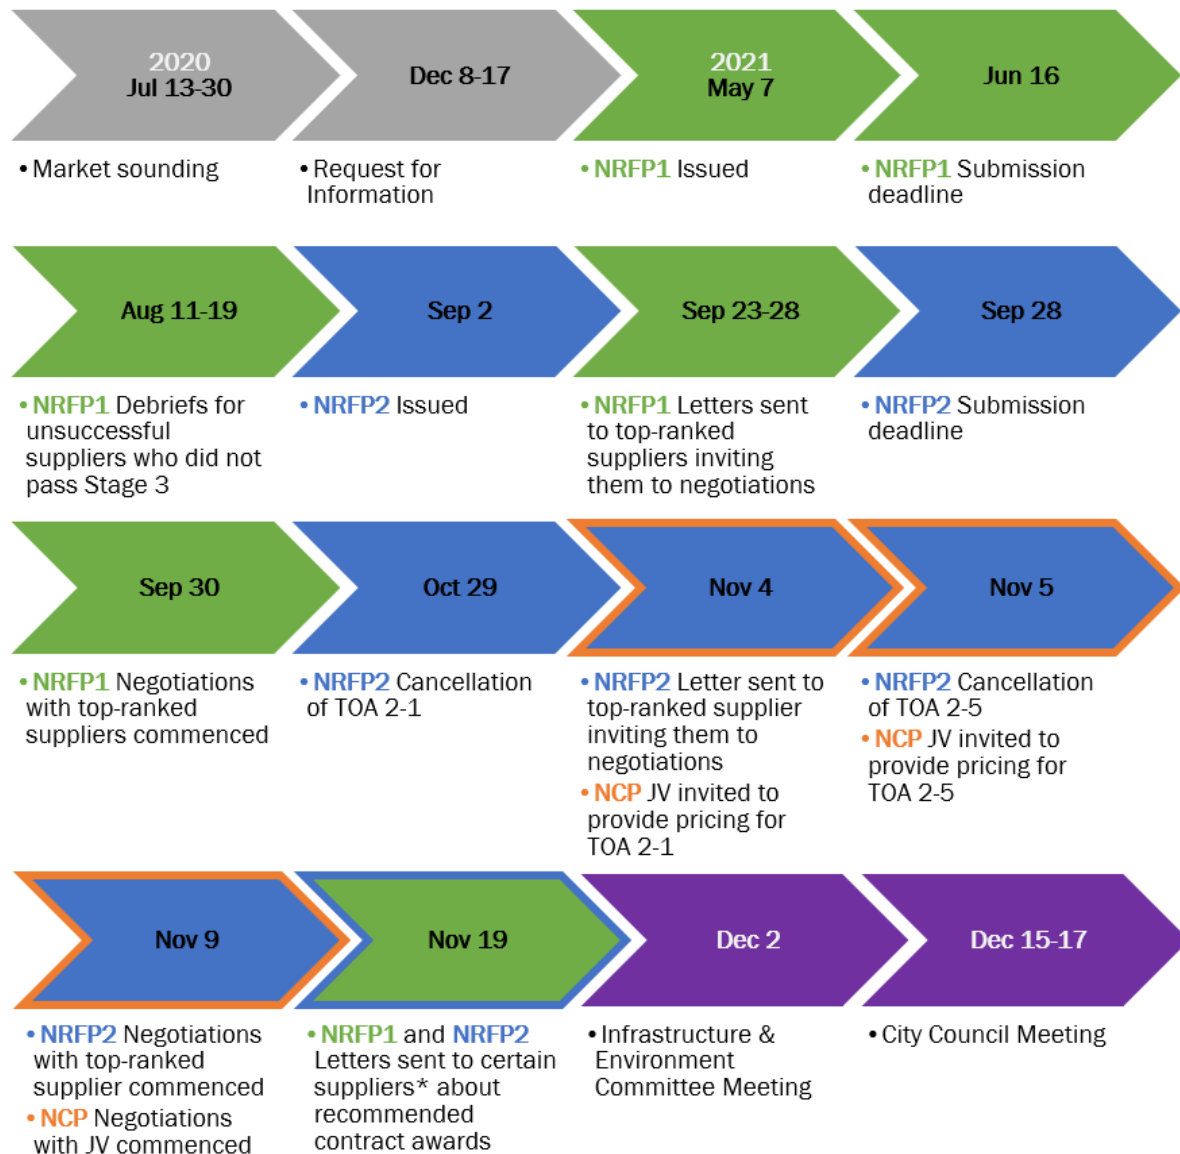 2020
Jul 13-30
Dec 8-17
2021
May 7
Jun 16
• Market sounding
• Request for
Information
• NRFP1 Issued
• NRFP1 Submission
deadline
Aug 11-19
Sep 2
Sep 23-28
Sep 28
• NRFP1 Debriefs for
unsuccessful
suppliers who did not
pass Stage 3
• NRFP2 Issued
• NRFP1 Letters sent
to top-ranked
suppliers inviting
them to negotiations
• NRFP2 Submission
deadline
Sep 30
Oct 29
Nov 4
Nov 5
• NRFP1 Negotiations
with top-ranked
suppliers commenced
• NRFP2 Cancellation
of TOA 2-1
• NRFP2 Letter sent to
top-ranked supplier
inviting them to
negotiations
• NCP JV invited to
provide pricing for
TOA 2-1
• NRFP2 Cancellation
of TOA 2-5
• NCP JV invited to
provide pricing for
TOA 2-5
Nov 9
Nov 19
Dec 2
Dec 15-17
• NRFP2 Negotiations
with top-ranked
supplier commenced
• NCP Negotiations
with JV commenced
• NRFP1 and NRFP2
Letters sent to certain
suppliers* about
recommended
contract awards
• Infrastructure &
Environment
Committee Meeting
• City Council Meeting